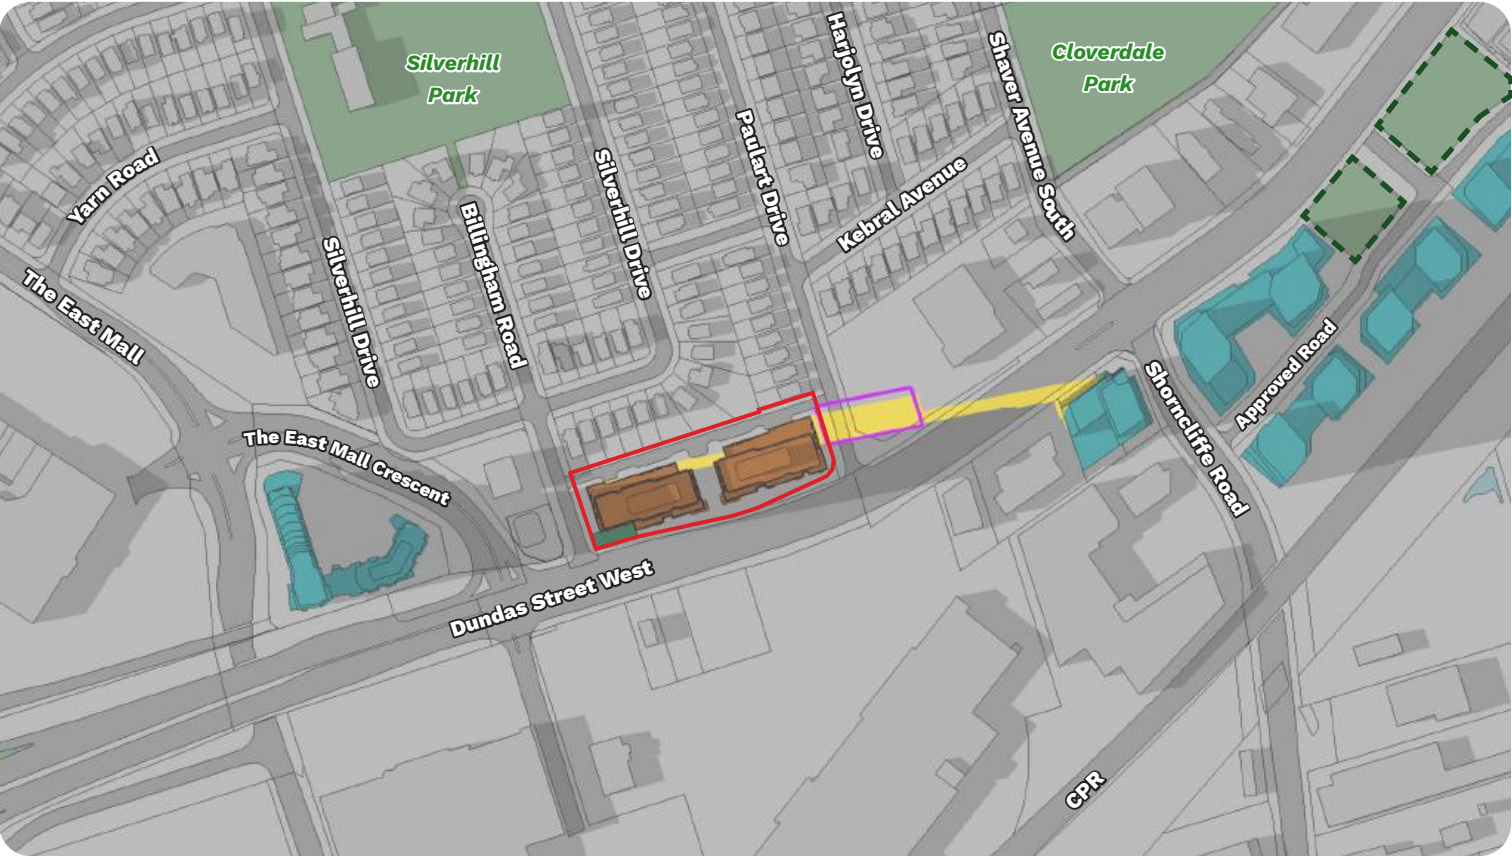 Silverhill
Park
Cloverdale
Park
Harjolyn Drive
Shaver Avenue South
Paulart Drive
Yarn Road
Silverhill Drive
Kebral Avenue
Billingham Road
Silverhill Drive
The East Mall
Approved Road
Shorncliffe Road
The East Mall Crescent
Dundas Street West
CPR